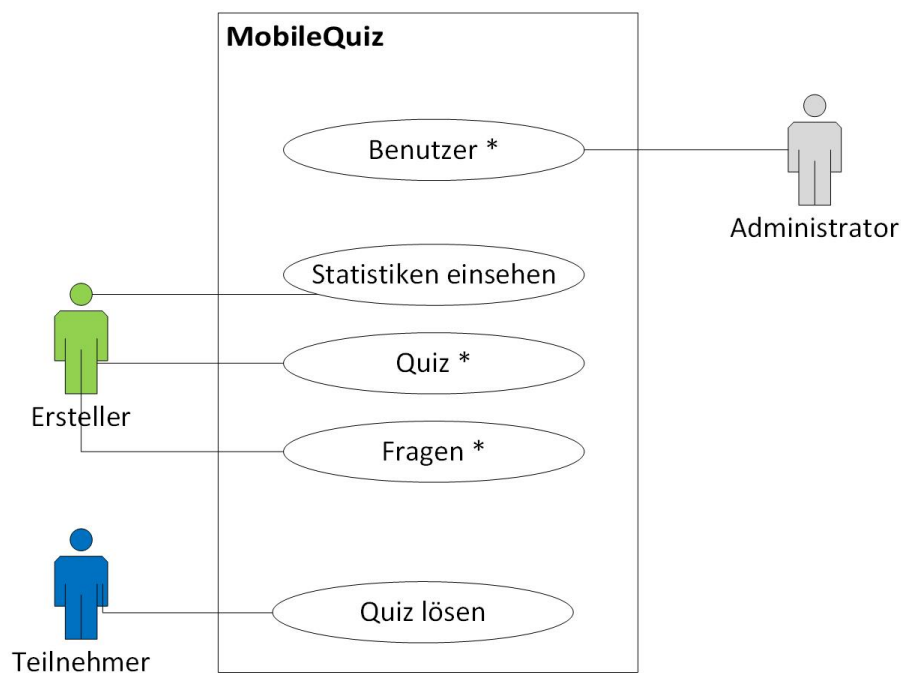 MobileQuiz
Benutzer *
Administrator
Statistiken einsehen
Quiz *
Ersteller
Fragen *
Quiz lösen
Teilnehmer